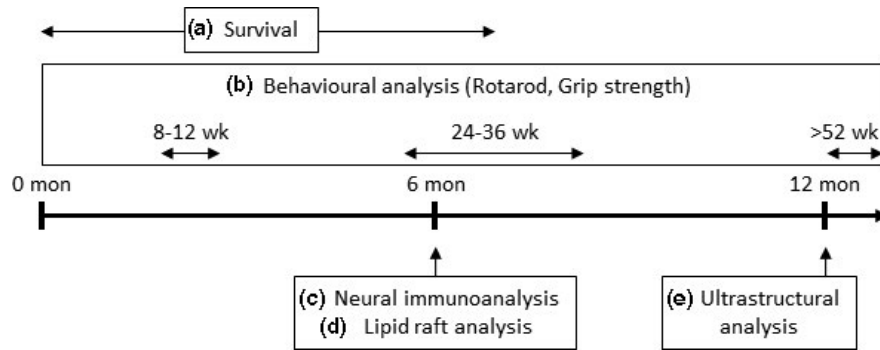 (a) Survival
(b) Behavioural analysis (Rotarod, Grip strength)
8-12 wk
24-36 wk
>52 wk
0 mon
6 mon
12 mon
(c) Neural immunoanalysis
(d) Lipid raft analysis
(e) Ultrastructural
analysis